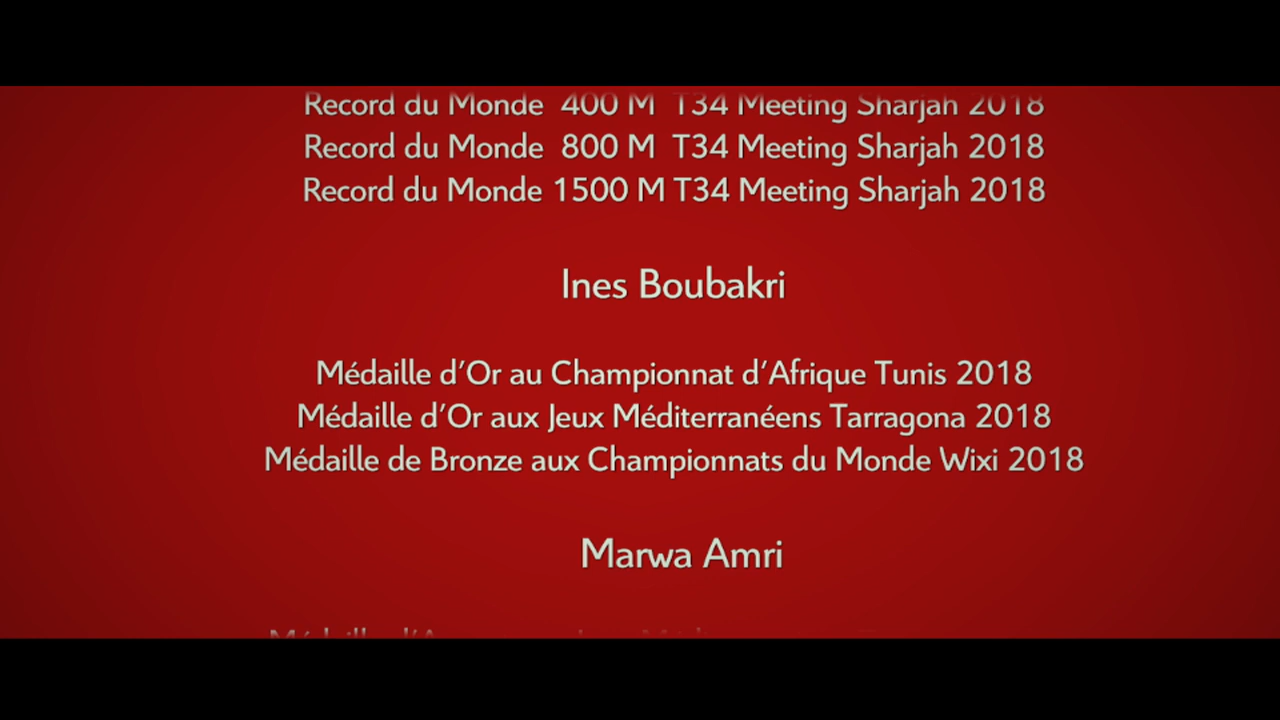 Record du Monde 400 M T34 Meeting Sharjah 2018
Record du Monde 800 M T34 Meeting Sharjah 2018
Record du Monde 1500 M T34 Meeting Sharjah 2018
Ines Boubakri
Médaille d'Or au Championnat d'Afrique Tunis 2018
Médaille d'Or aux Jeux Méditerranéens Tarragona 2018
Médaille de Bronze aux Championnats du Monde Wixi 2018
Marwa Amri